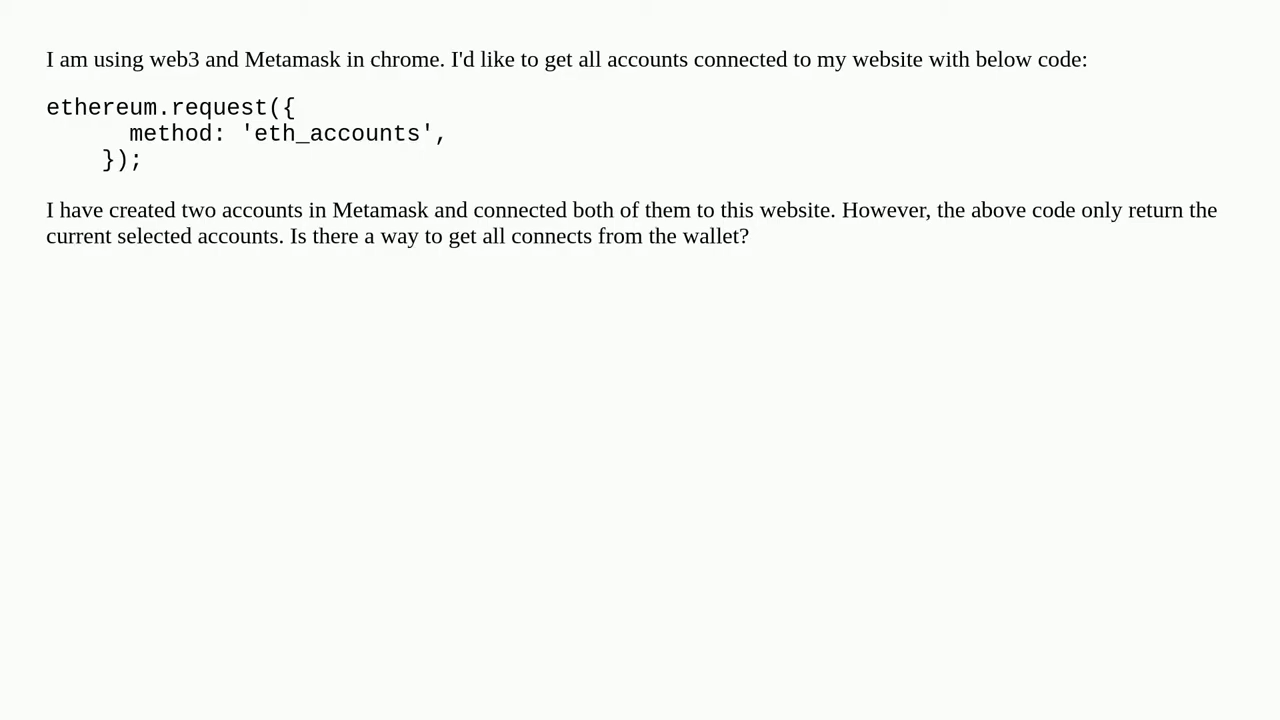 I am using web3 and Metamask in chrome. I'd like to get all accounts connected to my website with below code:
ethereum.request({
      method: 'eth_accounts',
    });
I have created two accounts in Metamask and connected both of them to this website. However, the above code only return the
current selected accounts. Is there a way to get all connects from the wallet?